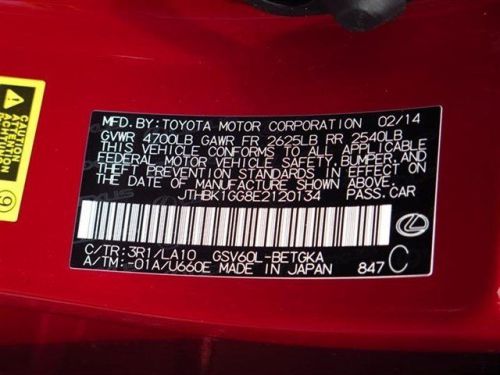 MFD.BY:TOYOTA MOTOR CORPORATION 02/14
GVWR 4700LB GAWR FR 2625LB RR 2540LB
THIS VEHICLE CONFORMS TO ALL APPLICABLE
FEDERAL MOTOR VEHICLE SAFETY,BUMPER,AND
THEFT PREVENTION STANDARDS IN EFFECT ON
THE DATE OF MANUFACTURE SHOWN ABOVE.
JTHBK1GG8E2120134 PASS.CAR
C/TR:3R1/LA10 GSV60L-BETGKA
A/TM:-01A/U660E MADE IN JAPAN 847 C
CAUTION